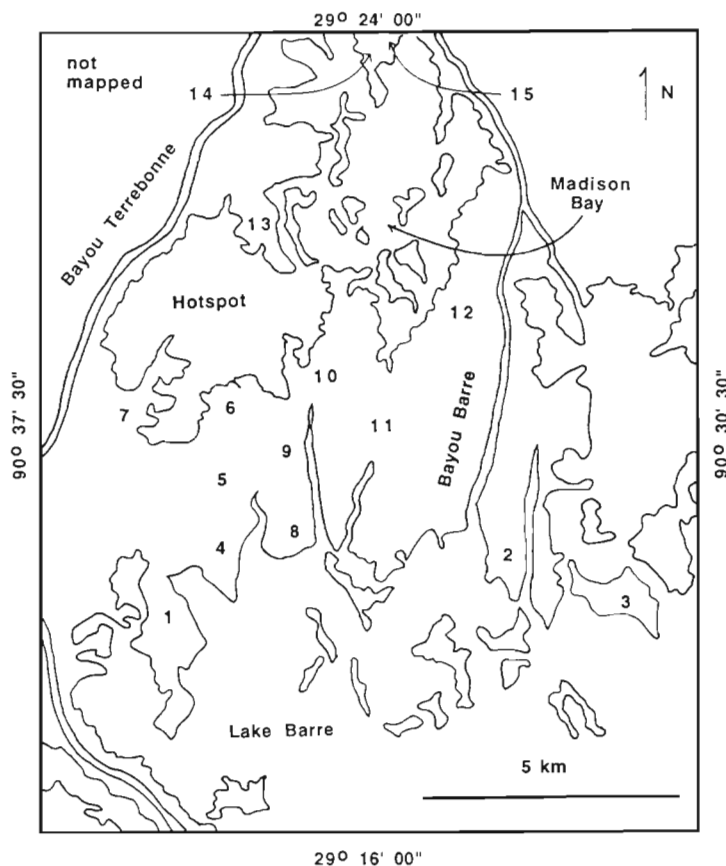 29° 24' 00"
not
mapped
14
15
N
Bayou Terrebonne
Madison
Bay
13
Hotspot
12
90° 37' 30"
90° 30' 30"
10
7
6
11
Bayou Barre
9
5
8
4
2
3
1
Lake Barre
5 km
29° 16' 00"